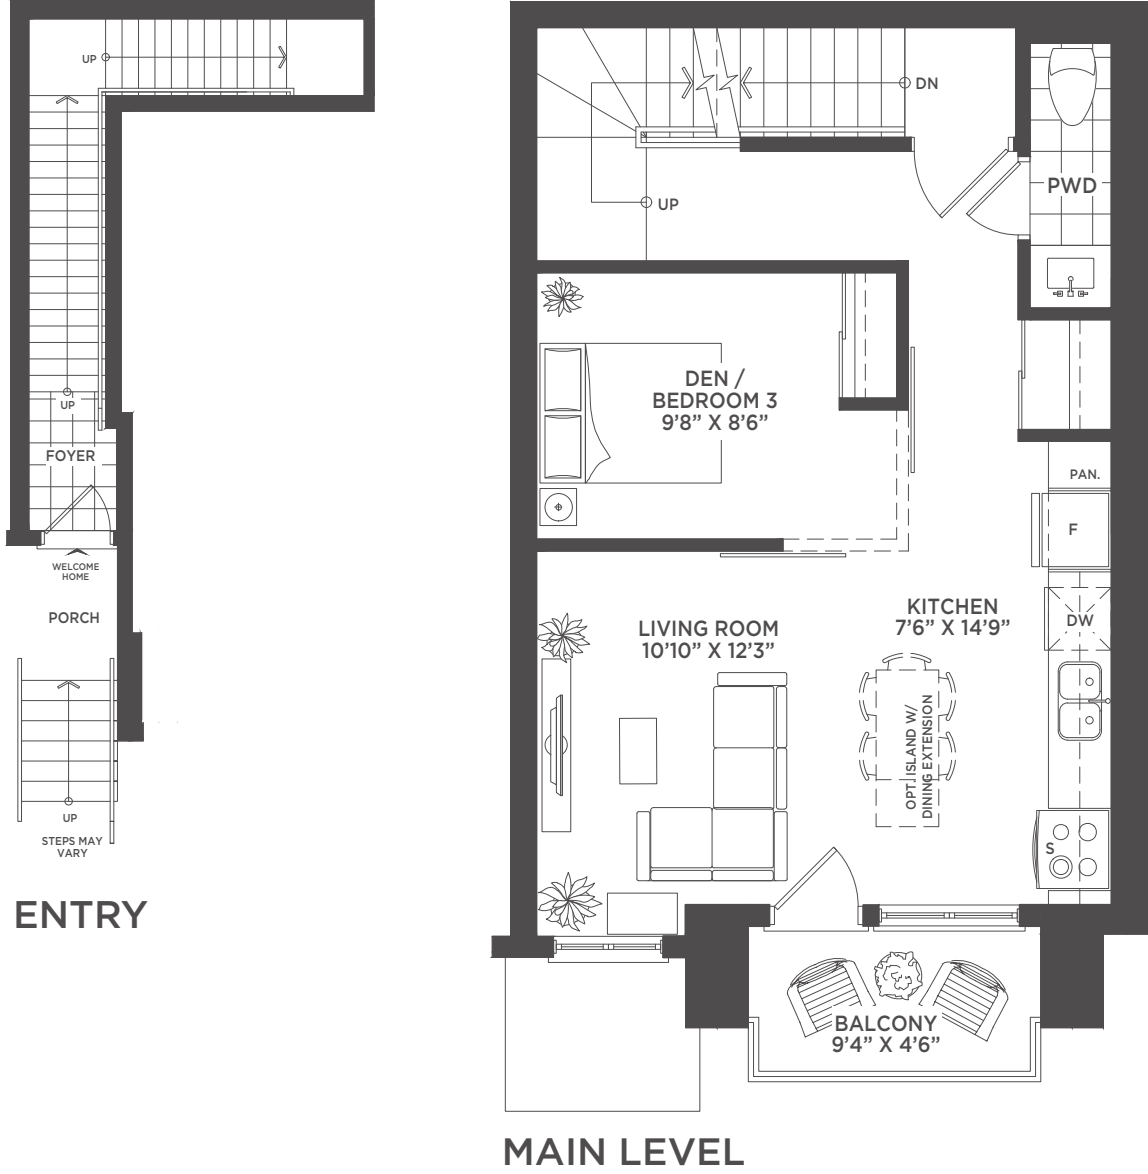 UP
UP
FOYER
WELCOME
HOME
PORCH
UP
STEPS MAY
VARY
ENTRY
DN
UP
PWD
DEN /
BEDROOM 3
9’8” X 8’6”
PAN.
F
DW
KITCHEN
7’6” X 14’9”
LIVING ROOM
10’10” X 12’3”
OPT. ISLAND W/
DINING EXTENSION
S
BALCONY
9’4” X 4’6”
MAIN LEVEL